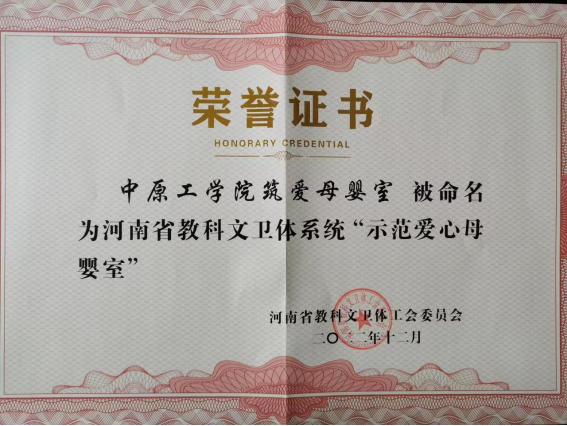 荣誉证书
HONORARY CREDENTIAL
中原工学院筑爱母婴室 被命名
为河南省教科文卫体系统“示范爱心母
婴室”
河南省教科文卫体工会委员会
二〇二二年十二月